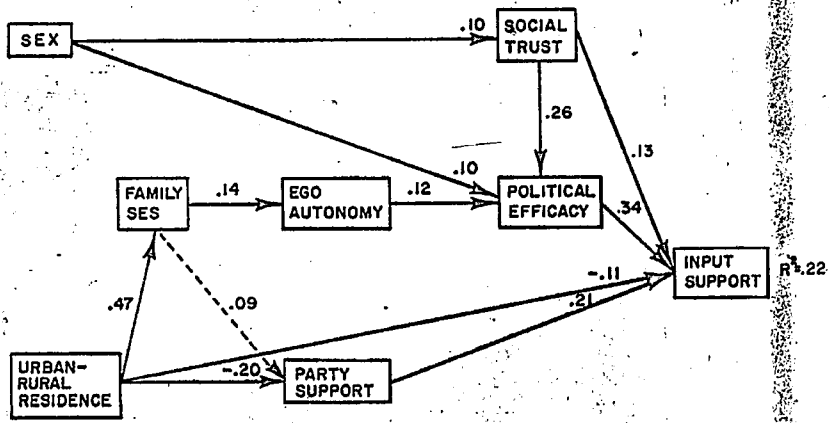 .10
SEX
SOCIAL
TRUST
.26
.13
.10
FAMILY
SES
.14
EGO
AUTONOMY
.12
POLITICAL
EFFICACY
.34
INPUT
SUPPORT
R²=.22
-.11
.21
.47
.09
URBAN-
RURAL
RESIDENCE
-.20
PARTY
SUPPORT